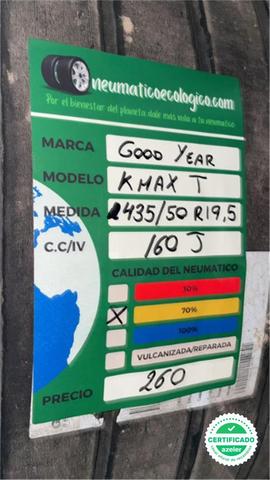 neumaticoecologico.com
Por el bienestar del planeta, dale más vida a tu neumático
MARCA GOOD YEAR
MODELO KMAX T
MEDIDA 435/50 R19,5
C.C/IV 160 J
CALIDAD DEL NEUMATICO
70%
100%
VULCANIZADA/REPARADA
PRECIO 260
CERTIFICADO
azeler